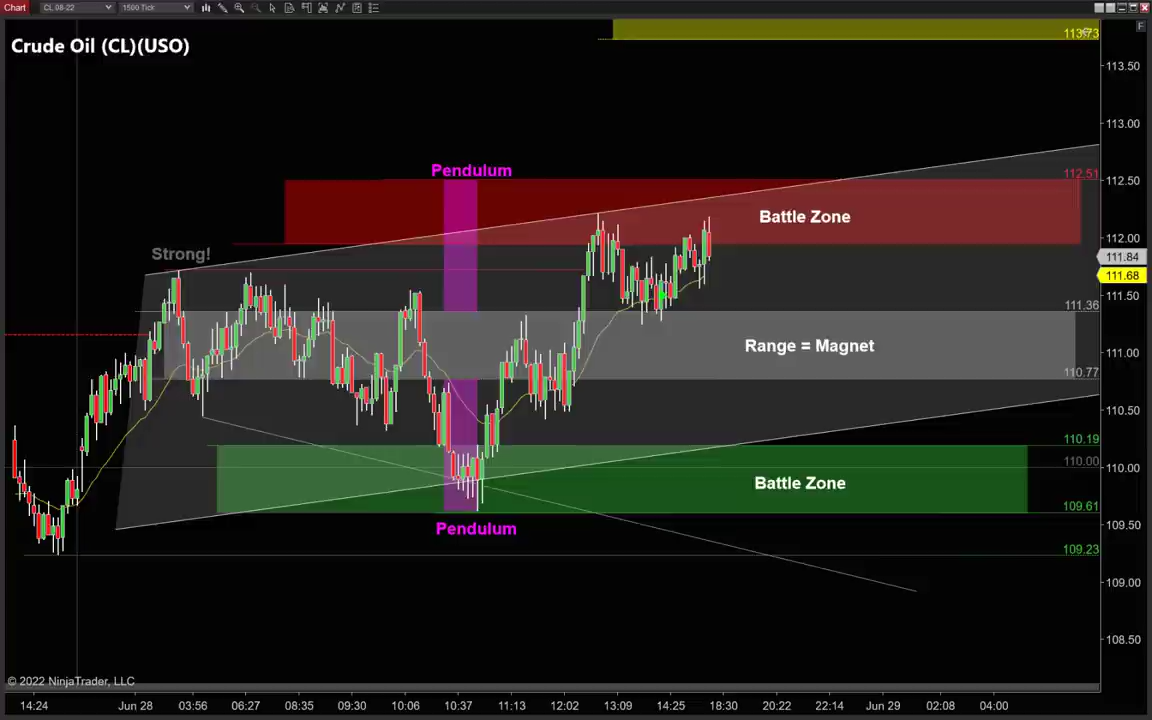 Chart
CL 08-22
1500 Tick
F
Crude Oil (CL)(USO)
113.73
113.50
113.00
Pendulum
112.51
112.50
Battle Zone
112.00
Strong!
111.84
111.68
111.50
111.36
Range = Magnet
111.00
110.77
110.50
110.19
110.00
110.00
Battle Zone
109.61
109.50
Pendulum
109.23
109.00
108.50
© 2022 NinjaTrader, LLC
14:24 Jun 28 03:56 06:27 08:35 09:30 10:06 10:37 11:13 12:02 13:09 14:25 18:30 20:22 22:14 Jun 29 02:08 04:00